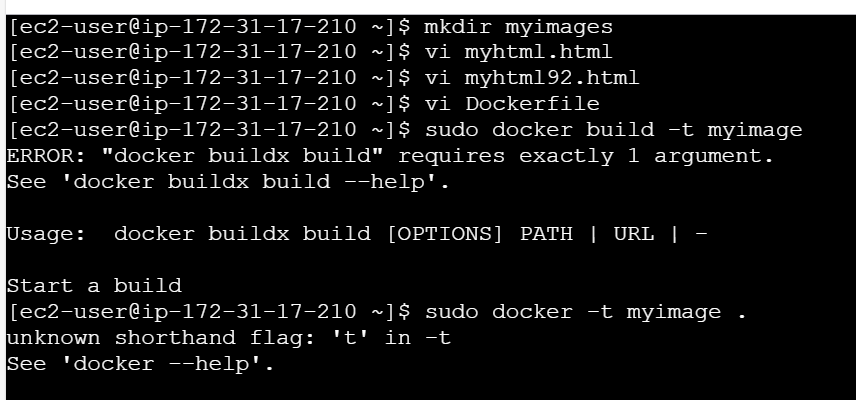 [ec2-user@ip-172-31-17-210 ~]$ mkdir myimages
[ec2-user@ip-172-31-17-210 ~]$ vi myhtml.html
[ec2-user@ip-172-31-17-210 ~]$ vi myhtml92.html
[ec2-user@ip-172-31-17-210 ~]$ vi Dockerfile
[ec2-user@ip-172-31-17-210 ~]$ sudo docker build -t myimage
ERROR: "docker buildx build" requires exactly 1 argument.
See 'docker buildx build --help'.

Usage:  docker buildx build [OPTIONS] PATH | URL | -

Start a build
[ec2-user@ip-172-31-17-210 ~]$ sudo docker -t myimage .
unknown shorthand flag: 't' in -t
See 'docker --help'.